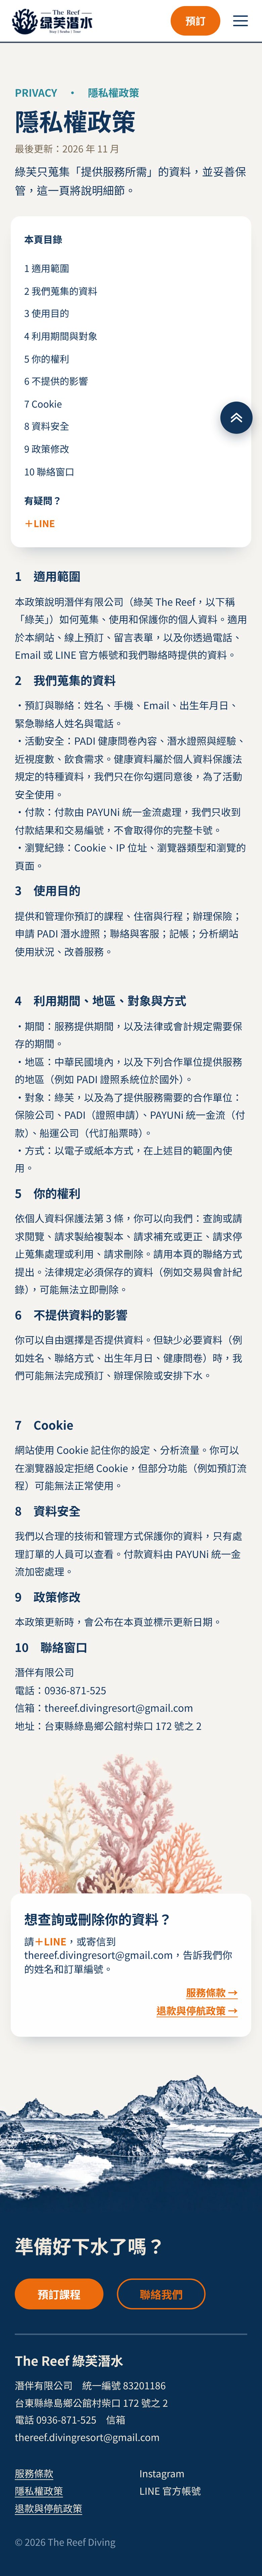 The Reef
綠芙潛水
Stay | Scuba | Tour
預訂
PRIVACY ・ 隱私權政策
隱私權政策
最後更新：2026 年 11 月
綠芙只蒐集「提供服務所需」的資料，並妥善保
管，這一頁將說明細節。
本頁目錄
1 適用範圍
2 我們蒐集的資料
3 使用目的
4 利用期間與對象
5 你的權利
6 不提供的影響
7 Cookie
8 資料安全
9 政策修改
10 聯絡窗口
有疑問？
＋LINE
1 適用範圍
本政策說明潛伴有限公司（綠芙 The Reef，以下稱
「綠芙」）如何蒐集、使用和保護你的個人資料。適用
於本網站、線上預訂、留言表單，以及你透過電話、
Email 或 LINE 官方帳號和我們聯絡時提供的資料。
2 我們蒐集的資料
・預訂與聯絡：姓名、手機、Email、出生年月日、
緊急聯絡人姓名與電話。
・活動安全：PADI 健康問卷內容、潛水證照與經驗、
近視度數、飲食需求。健康資料屬於個人資料保護法
規定的特種資料，我們只在你勾選同意後，為了活動
安全使用。
・付款：付款由 PAYUNi 統一金流處理，我們只收到
付款結果和交易編號，不會取得你的完整卡號。
・瀏覽紀錄：Cookie、IP 位址、瀏覽器類型和瀏覽的
頁面。
3 使用目的
提供和管理你預訂的課程、住宿與行程；辦理保險；
申請 PADI 潛水證照；聯絡與客服；記帳；分析網站
使用狀況、改善服務。
4 利用期間、地區、對象與方式
・期間：服務提供期間，以及法律或會計規定需要保
存的期間。
・地區：中華民國境內，以及下列合作單位提供服務
的地區（例如 PADI 證照系統位於國外）。
・對象：綠芙，以及為了提供服務需要的合作單位：
保險公司、PADI（證照申請）、PAYUNi 統一金流（付
款）、船運公司（代訂船票時）。
・方式：以電子或紙本方式，在上述目的範圍內使
用。
5 你的權利
依個人資料保護法第 3 條，你可以向我們：查詢或請
求閱覽、請求製給複製本、請求補充或更正、請求停
止蒐集處理或利用、請求刪除。請用本頁的聯絡方式
提出。法律規定必須保存的資料（例如交易與會計紀
錄），可能無法立即刪除。
6 不提供資料的影響
你可以自由選擇是否提供資料。但缺少必要資料（例
如姓名、聯絡方式、出生年月日、健康問卷）時，我
們可能無法完成預訂、辦理保險或安排下水。
7 Cookie
網站使用 Cookie 記住你的設定、分析流量。你可以
在瀏覽器設定拒絕 Cookie，但部分功能（例如預訂流
程）可能無法正常使用。
8 資料安全
我們以合理的技術和管理方式保護你的資料，只有處
理訂單的人員可以查看。付款資料由 PAYUNi 統一金
流加密處理。
9 政策修改
本政策更新時，會公布在本頁並標示更新日期。
10 聯絡窗口
潛伴有限公司
電話：0936-871-525
信箱：thereef.divingresort@gmail.com
地址：台東縣綠島鄉公館村柴口 172 號之 2
想查詢或刪除你的資料？
請＋LINE，或寄信到
thereef.divingresort@gmail.com，告訴我們你
的姓名和訂單編號。
服務條款 →
退款與停航政策 →
準備好下水了嗎？
預訂課程
聯絡我們
The Reef 綠芙潛水
潛伴有限公司 統一編號 83201186
台東縣綠島鄉公館村柴口 172 號之 2
電話 0936-871-525 信箱
thereef.divingresort@gmail.com
服務條款
隱私權政策
退款與停航政策
Instagram
LINE 官方帳號
© 2026 The Reef Diving